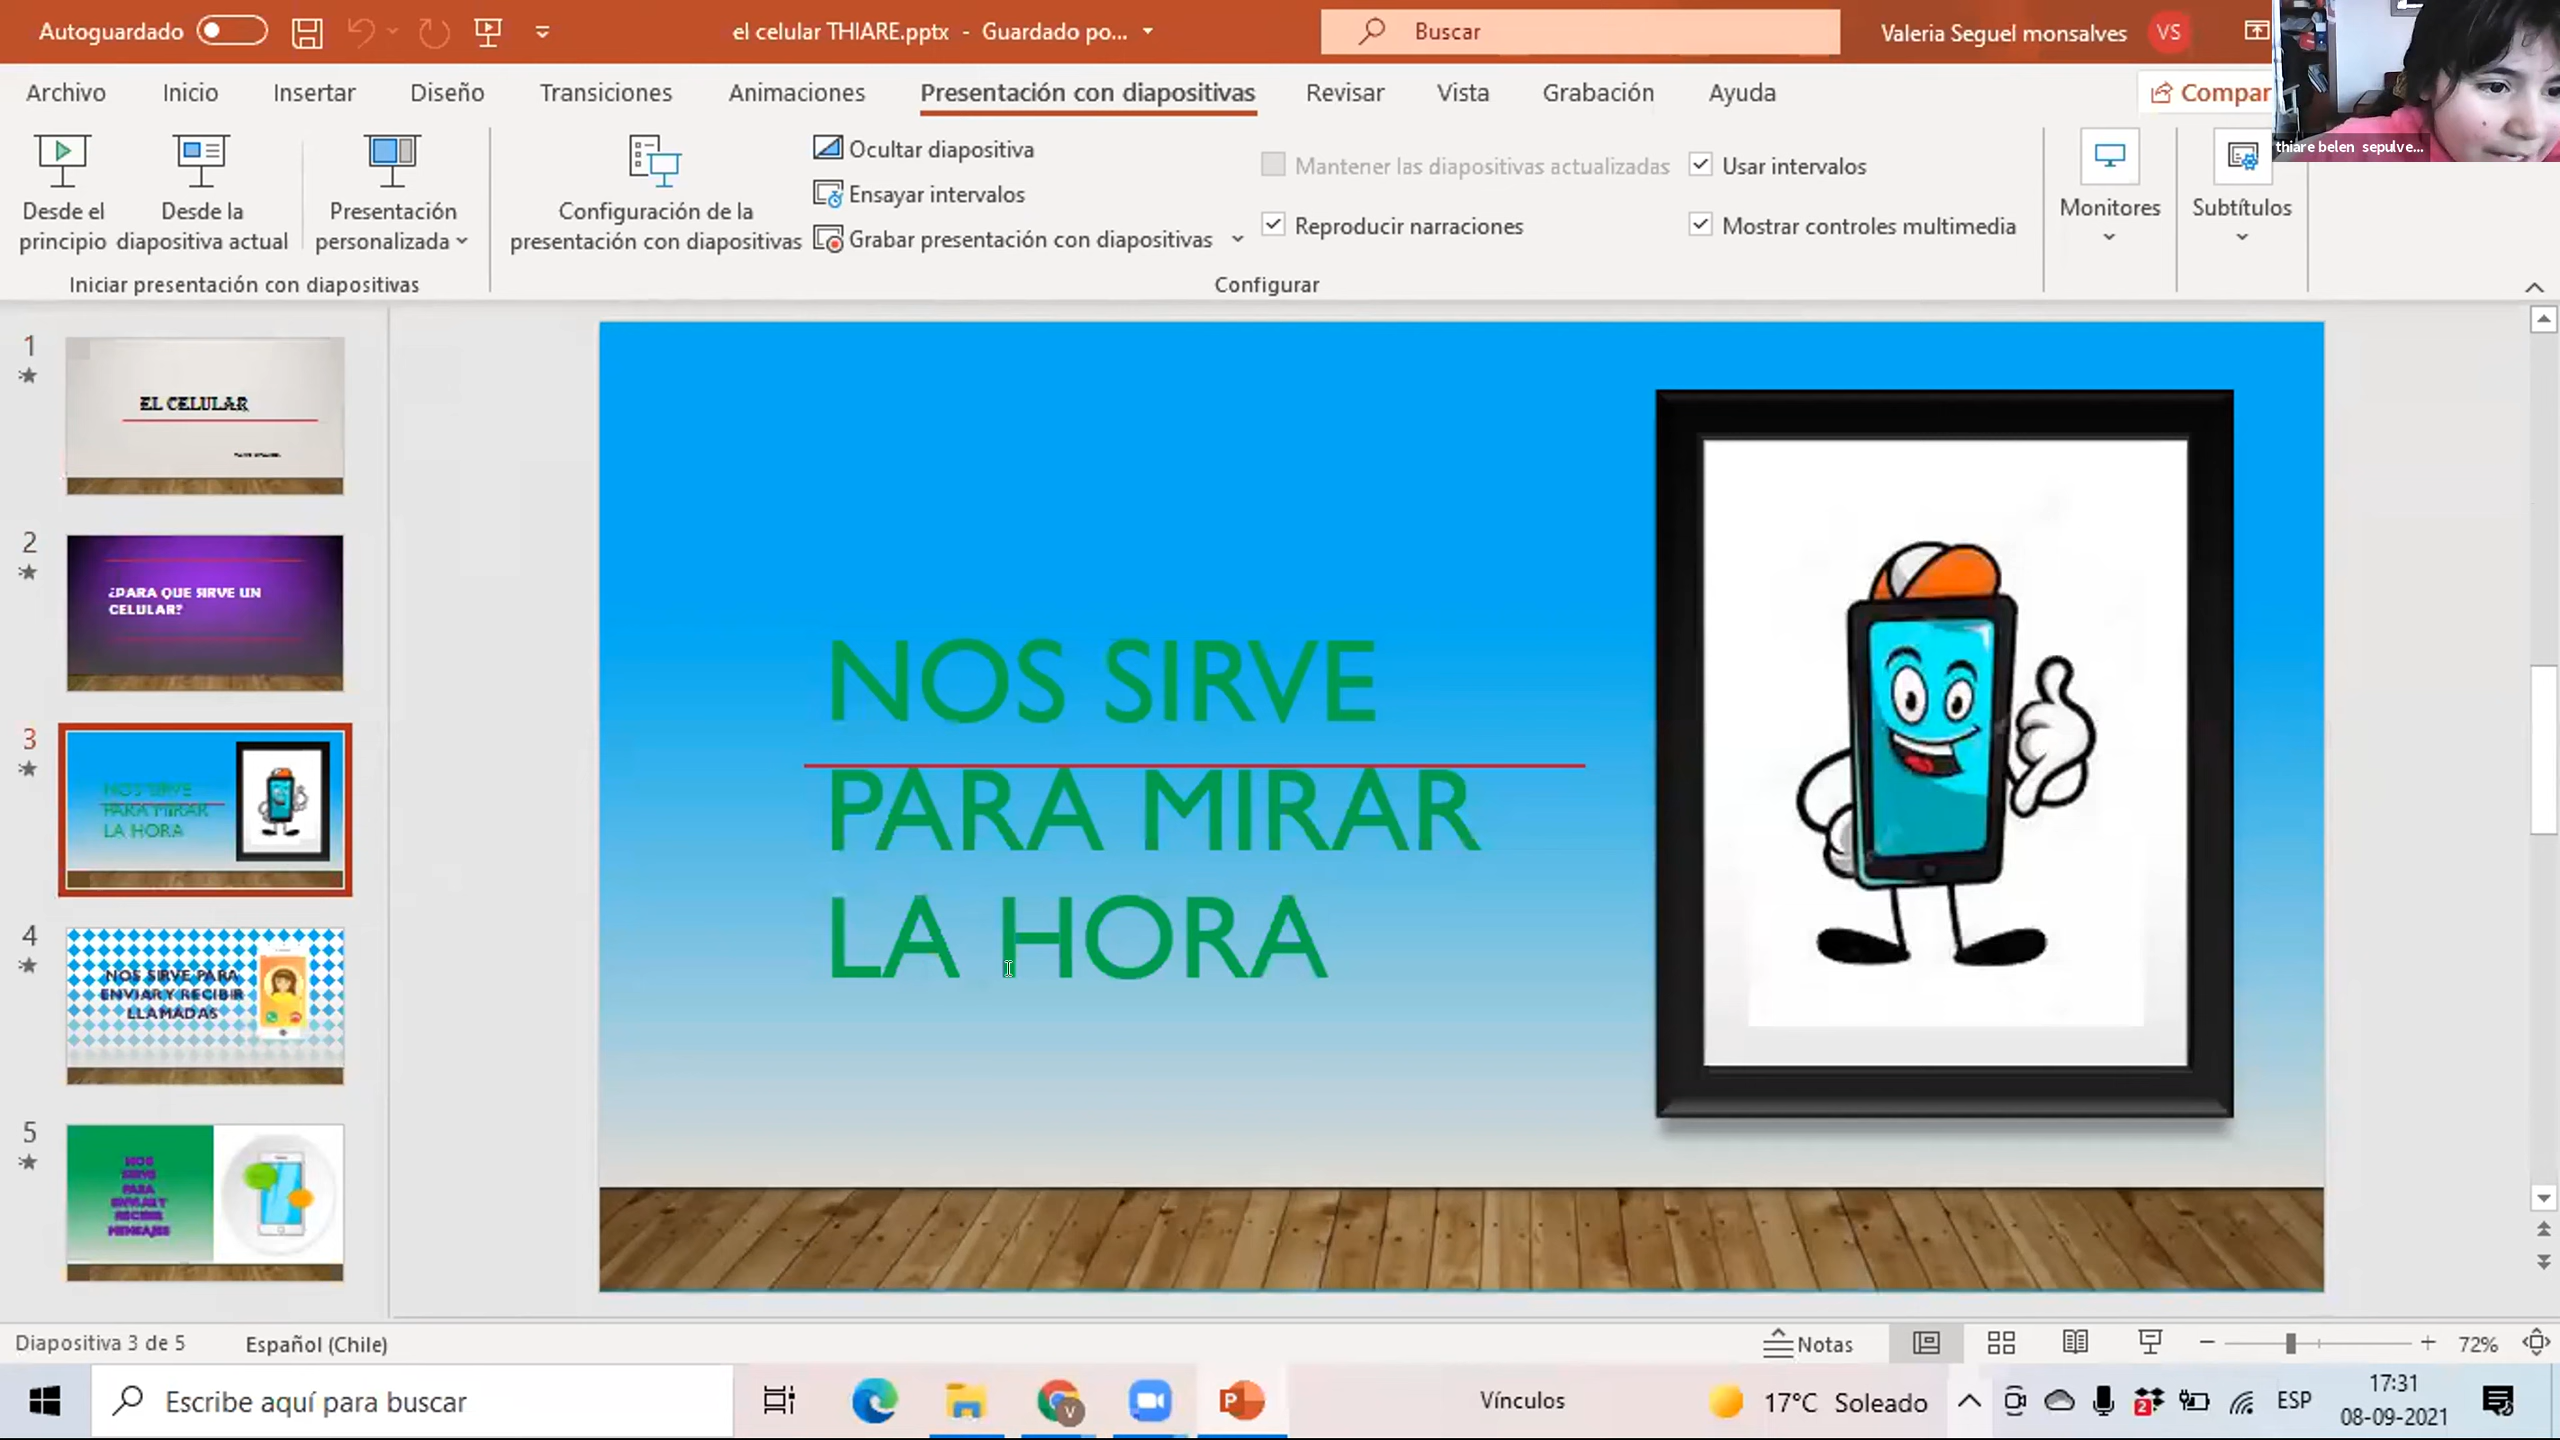 Autoguardado
el celular THIARE.pptx - Guardado po...
Buscar
Valeria Seguel monsalves VS
Archivo Inicio Insertar Diseño Transiciones Animaciones Presentación con diapositivas Revisar Vista Grabación Ayuda Compar
thiare belen sepulve...
Desde el principio
Desde la diapositiva actual
Presentación personalizada
Iniciar presentación con diapositivas
Configuración de la presentación con diapositivas
Ocultar diapositiva
Ensayar intervalos
Grabar presentación con diapositivas
Mantener las diapositivas actualizadas
Reproducir narraciones
Usar intervalos
Mostrar controles multimedia
Configurar
Monitores
Subtítulos
1
EL CELULAR
2
¿PARA QUE SIRVE UN
CELULAR?
3
NOS SIRVE
PARA MIRAR
LA HORA
4
NOS SIRVE PARA
ENVIAR Y RECIBIR
LLAMADAS
5
NOS
SIRVE
PARA
ENVIAR Y
RECIBIR
MENSAJES
NOS SIRVE
PARA MIRAR
LA HORA
Diapositiva 3 de 5
Español (Chile)
Notas
72%
Escribe aquí para buscar
Vínculos
17°C Soleado
2
ESP
17:31
08-09-2021